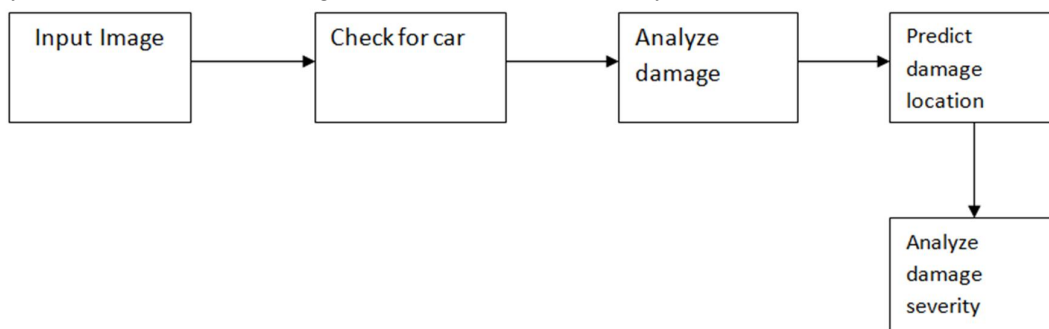 Input Image
Check for car
Analyze
damage
Predict
damage
location
Analyze
damage
severity